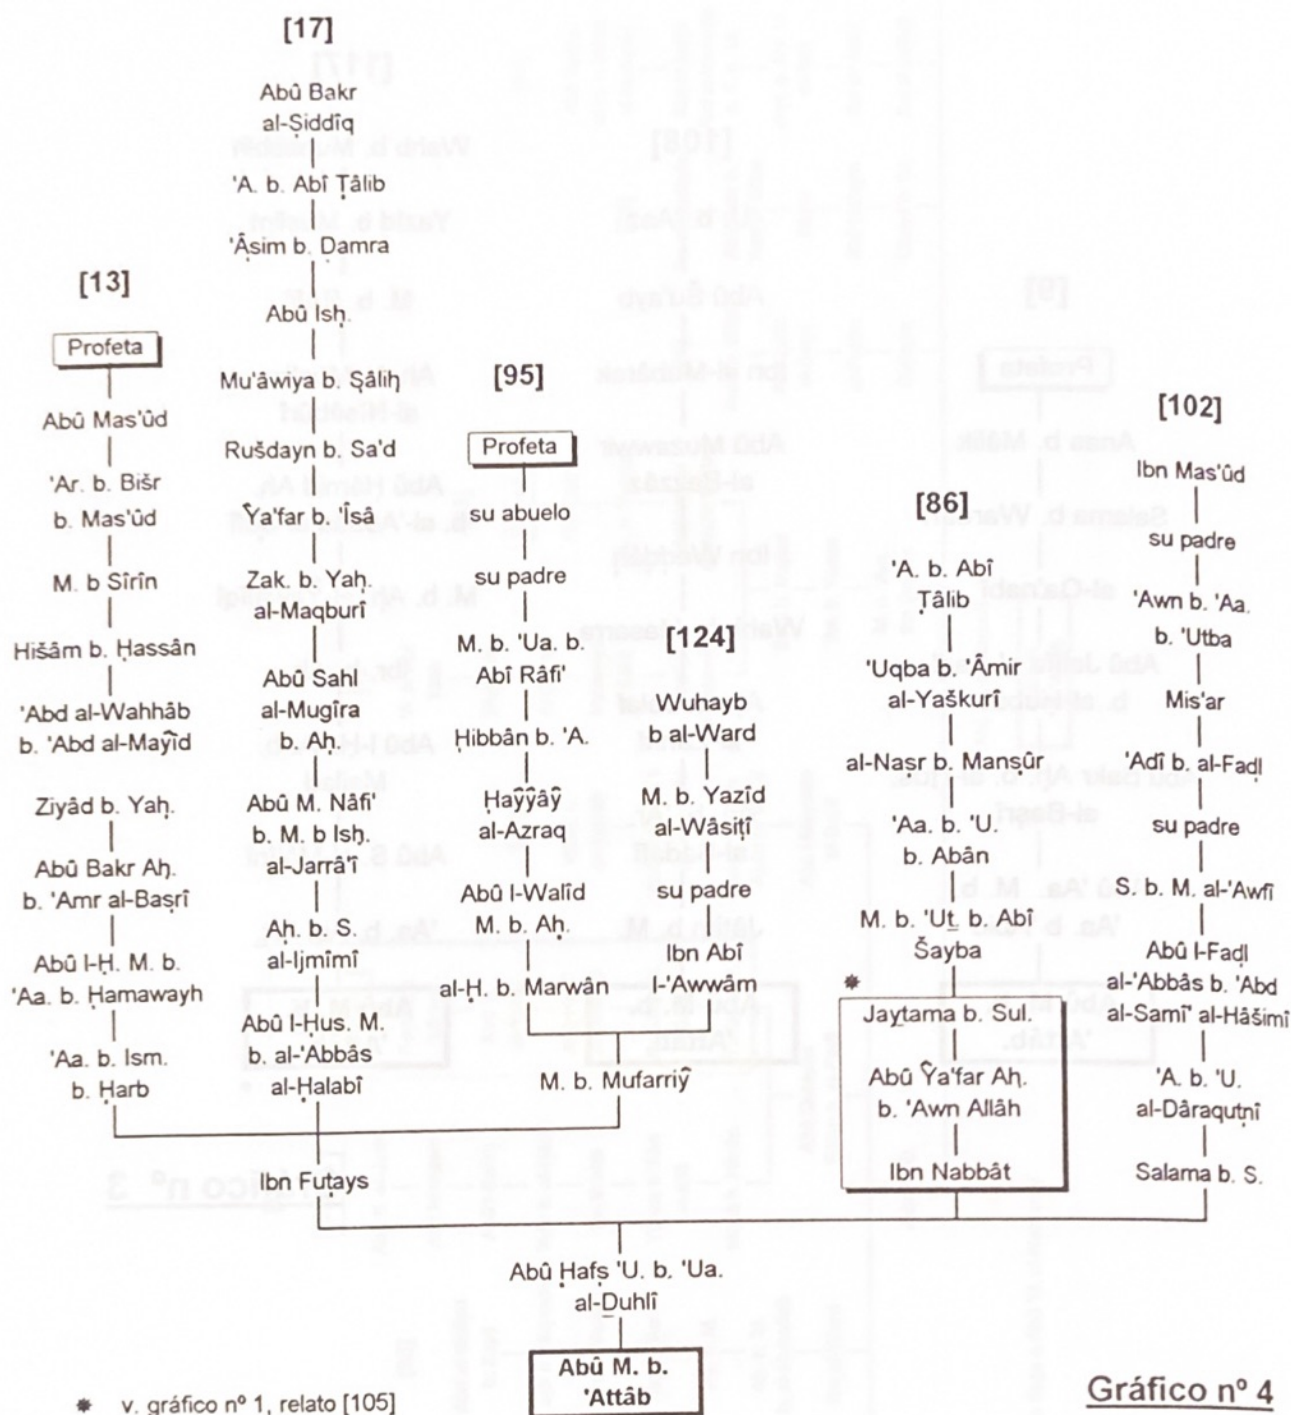 [17]
Abû Bakr
al-Ṣiddîq
'A. b. Abî Ṭâlib
'Âṣim b. Ḍamra
Abû Isḥ.
Mu'âwiya b. Ṣâliḥ
Rušdayn b. Sa'd
Ŷa'far b. 'Îsâ
Zak. b. Yaḥ.
al-Maqburî
Abû Sahl
al-Mugîra
b. Aḥ.
Abû M. Nâfi'
b. M. b Isḥ.
al-Jarrâ'î
Aḥ. b. S.
al-Ijmîmî
Abû l-Ḥus. M.
b. al-'Abbâs
al-Ḥalabî
[13]
Profeta
Abû Mas'ûd
'Ar. b. Bišr
b. Mas'ûd
M. b Sîrîn
Hišâm b. Ḥassân
'Abd al-Wahhâb
b. 'Abd al-Maŷîd
Ziyâd b. Yaḥ.
Abû Bakr Aḥ.
b. 'Amr al-Baṣrî
Abû l-Ḥ. M. b.
'Aa. b. Ḥamawayh
'Aa. b. Ism.
b. Ḥarb
[95]
Profeta
su abuelo
su padre
M. b. 'Ua. b.
Abî Râfi'
Ḥibbân b. 'A.
Ḥaŷŷâŷ
al-Azraq
Abû l-Walîd
M. b. Aḥ.
al-Ḥ. b. Marwân
[124]
Wuhayb
b al-Ward
M. b. Yazîd
al-Wâsiṭî
su padre
Ibn Abî
l-'Awwâm
M. b. Mufarriŷ
Ibn Fuṭays
[86]
'A. b. Abî
Ṭâlib
'Uqba b. 'Âmir
al-Yaškurî
al-Naṣr b. Manṣûr
'Aa. b. 'U.
b. Abân
M. b. 'Uṯ. b. Abî
Šayba
*
Jayṯama b. Sul.
Abû Ŷa'far Aḥ.
b. 'Awn Allâh
Ibn Nabbât
[102]
Ibn Mas'ûd
su padre
'Awn b. 'Aa.
b. 'Utba
Mis'ar
'Adî b. al-Faḍl
su padre
S. b. M. al-'Awfî
Abû l-Faḍl
al-'Abbâs b. 'Abd
al-Samî' al-Hâšimî
'A. b. 'U.
al-Dâraquṭnî
Salama b. S.
Abû Ḥafṣ 'U. b. 'Ua.
al-Ḏuhlî
Abû M. b.
'Attâb
* v. gráfico nº 1, relato [105]
Gráfico nº 4